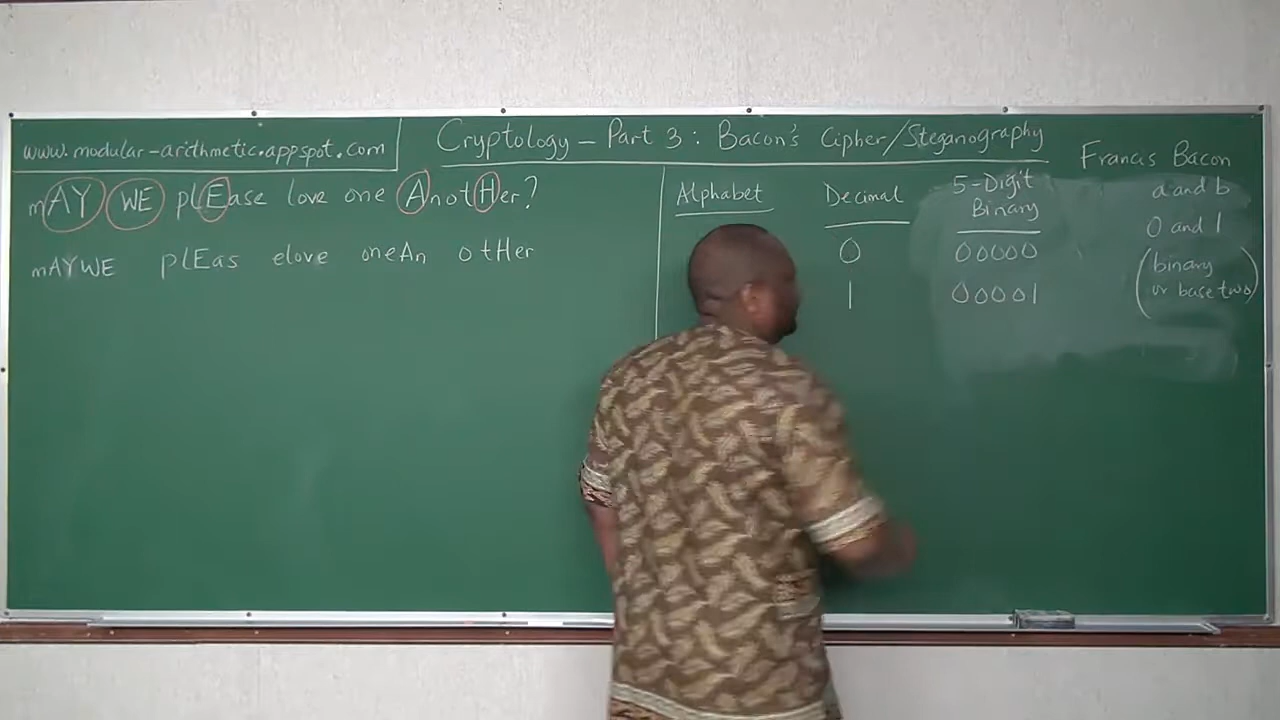 www.modular-arithmetic.appspot.com
Cryptology - Part 3: Bacon's Cipher/Steganography
mAY WE plEase love one AnotHer?
mAYWE plEas elove oneAn otHer
Alphabet Decimal 5-Digit Binary
0 00000
1 00001
Francis Bacon
a and b
0 and 1
(binary
or base two)